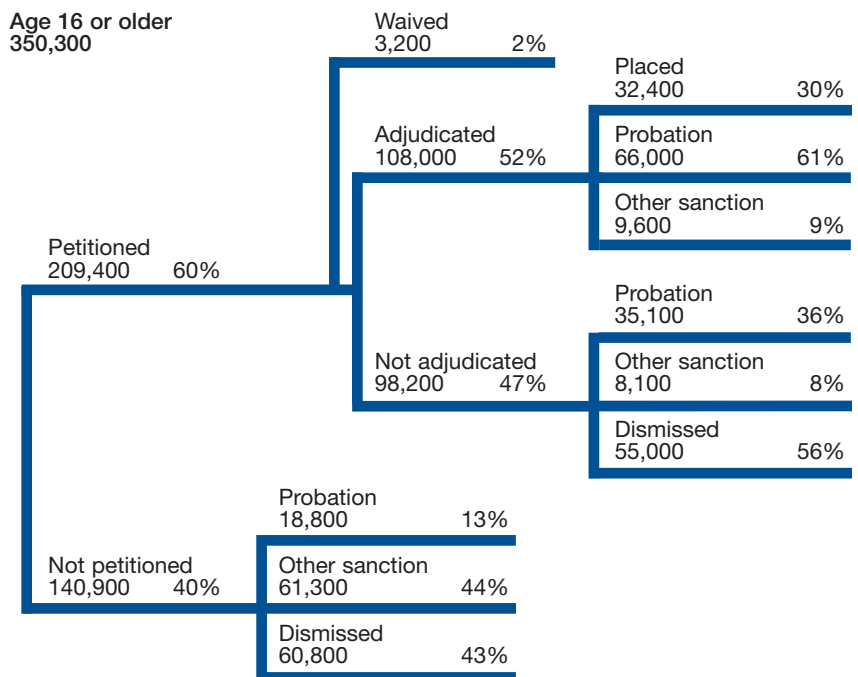 Age 16 or older
350,300
Waived
3,200 2%
Placed
32,400 30%
Adjudicated
108,000 52%
Probation
66,000 61%
Other sanction
9,600 9%
Petitioned
209,400 60%
Probation
35,100 36%
Not adjudicated
98,200 47%
Other sanction
8,100 8%
Dismissed
55,000 56%
Probation
18,800 13%
Not petitioned
140,900 40%
Other sanction
61,300 44%
Dismissed
60,800 43%